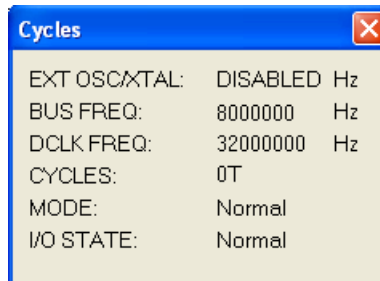 Cycles
EXT OSC/XTAL: DISABLED Hz
BUS FREQ: 8000000 Hz
DCLK FREQ: 32000000 Hz
CYCLES: 0T
MODE: Normal
I/O STATE: Normal